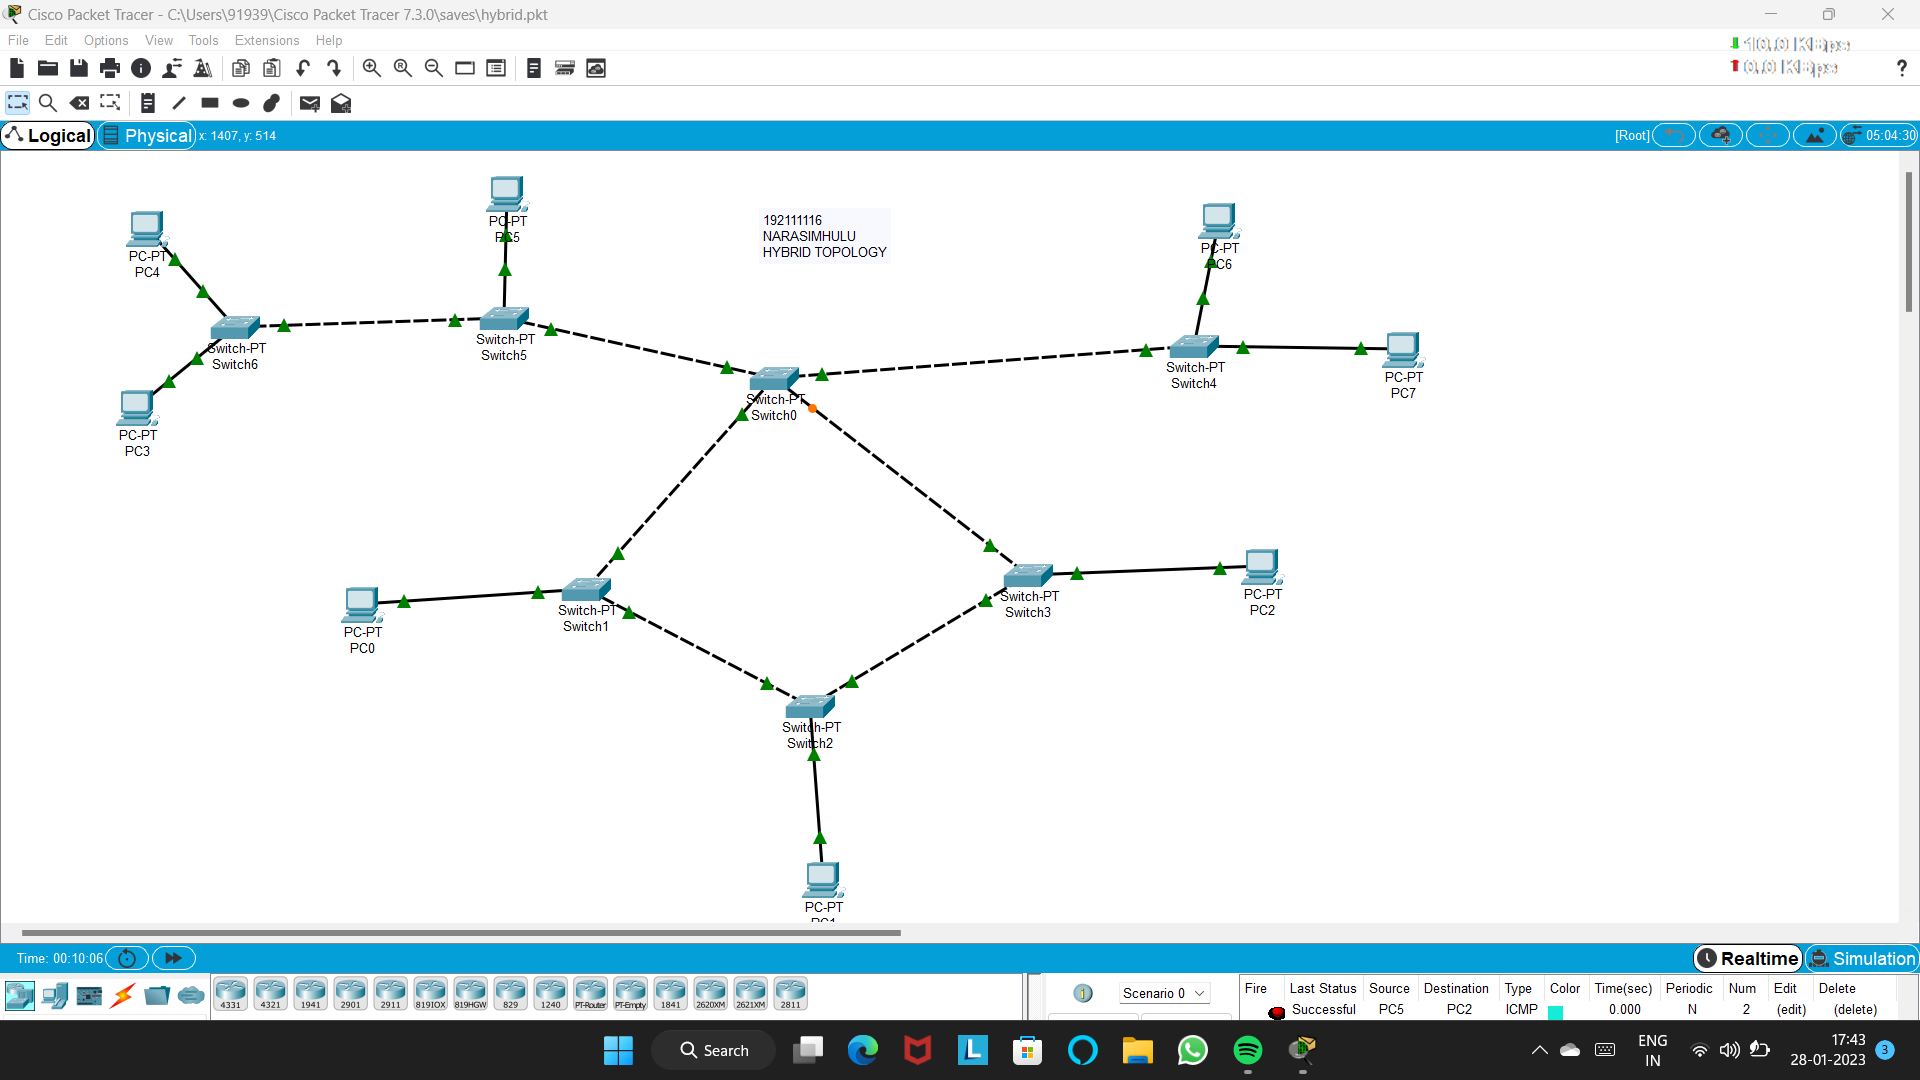 Cisco Packet Tracer - C:\Users\91939\Cisco Packet Tracer 7.3.0\saves\hybrid.pkt
File Edit Options View Tools Extensions Help
10.0 KBps
0.0 KBps
?
Logical Physical x: 1407, y: 514 [Root] 05:04:30
PC-PT
PC4
PC-PT
PC5
192111116
NARASIMHULU
HYBRID TOPOLOGY
PC-PT
PC6
Switch-PT
Switch6
Switch-PT
Switch5
Switch-PT
Switch0
Switch-PT
Switch4
PC-PT
PC7
PC-PT
PC3
PC-PT
PC0
Switch-PT
Switch1
Switch-PT
Switch3
PC-PT
PC2
Switch-PT
Switch2
PC-PT
PC1
Time: 00:10:06 Realtime Simulation
4331 4321 1941 2901 2911 819IOX 819HGW 829 1240 PT-Router PT-Empty 1841 2620XM 2621XM 2811
Scenario 0
Fire Last Status Source Destination Type Color Time(sec) Periodic Num Edit Delete
Successful PC5 PC2 ICMP 0.000 N 2 (edit) (delete)
Search
ENG
IN
17:43
28-01-2023
3